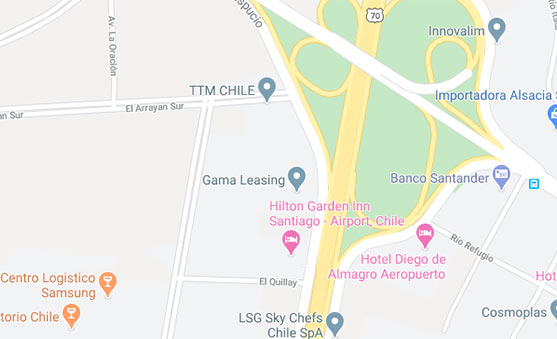 espucio
70
Av. La Oración
Innovalim
TTM CHILE
Importadora Alsacia S
El Arrayan Sur
an Sur
Gama Leasing
Banco Santander
Hilton Garden Inn
Santiago - Airport, Chile
Rio Refugio
Hotel Diego de
Almagro Aeropuerto
Hot
Centro Logistico
Samsung
El Quillay
torio Chile
LSG Sky Chefs
Chile SpA
Cosmoplas